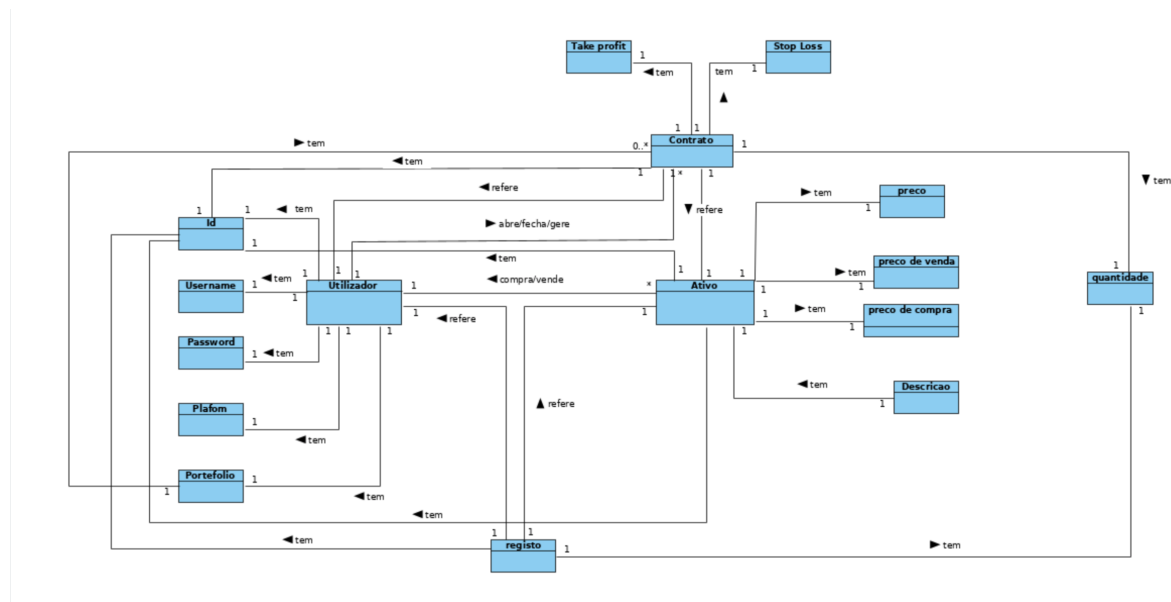 Take profit
Stop Loss
1
◄ tem
tem
1
▲
1
1
► tem
0..*
Contrato
1
◄ tem
1
1
*
1
▼ tem
◄ refere
► tem
preco
1
1
1
◄ tem
▼ refere
Id
► abre/fecha/gere
1
◄ tem
1
preco de venda
◄ tem
1
1
1
◄ compra/vende
1
1
1
► tem
1
quantidade
Username
1
1
Utilizador
1
*
Ativo
1
1
1
◄ refere
1
1
► tem
preco de compra
1
1
Password
1
◄ tem
1
1
1
1
◄ tem
Descricao
1
Plafom
1
▲ refere
◄ tem
Portefolio
1
1
◄ tem
◄ tem
◄ tem
1
1
registo
1
► tem